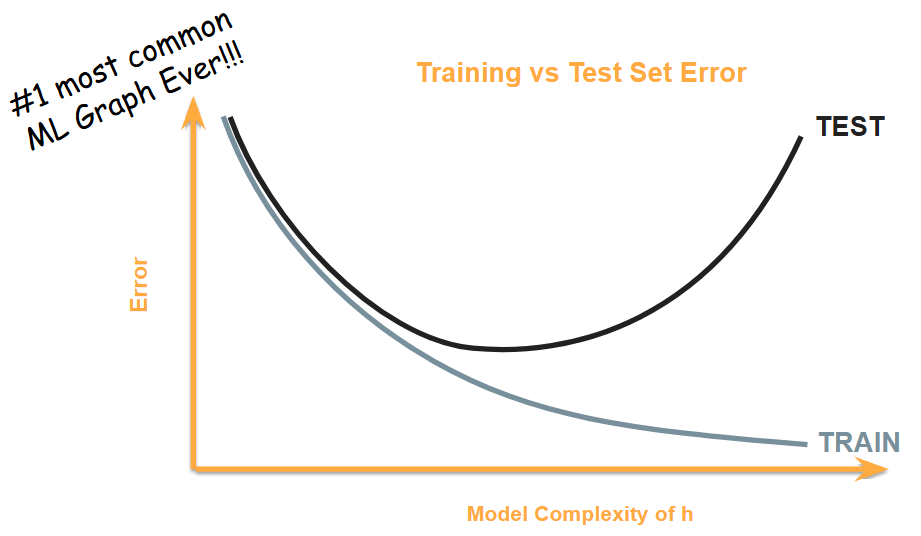 #1 most common
ML Graph Ever!!!
Training vs Test Set Error
TEST
Error
TRAIN
Model Complexity of h